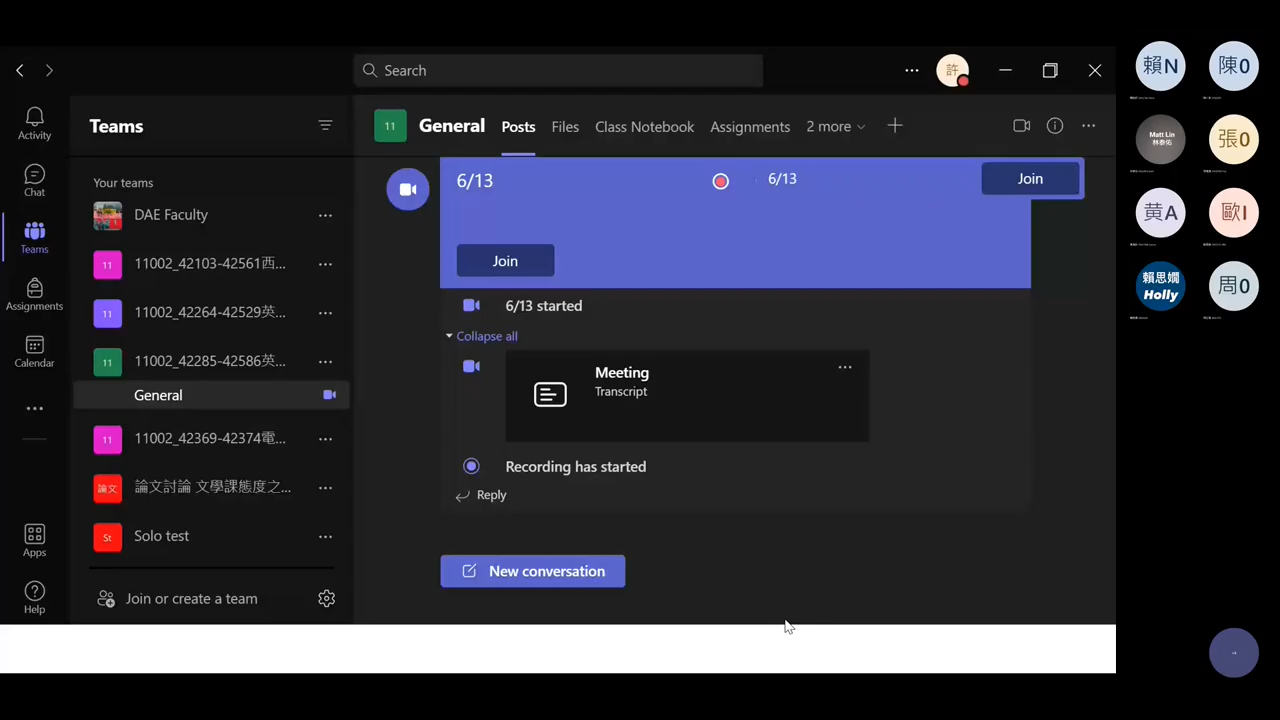 Search
許
Activity
Chat
Teams
Assignments
Calendar
Apps
Help
Teams
Your teams
DAE Faculty
11 11002_42103-42561西...
11 11002_42264-42529英...
11 11002_42285-42586英...
General
11 11002_42369-42374電...
論文 論文討論 文學課態度之...
St Solo test
Join or create a team
11 General Posts Files Class Notebook Assignments 2 more
6/13
6/13
Join
Join
6/13 started
Collapse all
Meeting
Transcript
Recording has started
Reply
New conversation
賴N
陳0
Matt Lin
林泰佑
張0
黃A
歐I
賴思嫺
Holly
周0